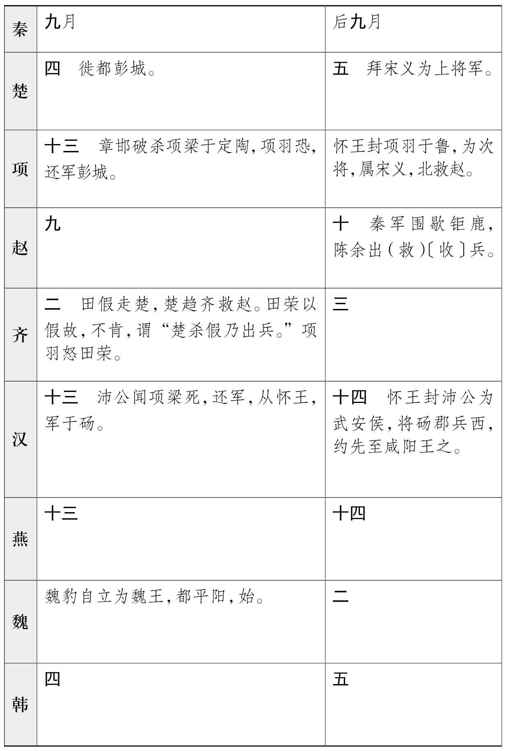 秦 九月 后九月
楚 四 徙都彭城。 五 拜宋义为上将军。
项 十三 章邯破杀项梁于定陶，项羽恐，
还军彭城。
怀王封项羽于鲁，为次
将，属宋义，北救赵。
赵 九 十 秦军围歇钜鹿，
陈余出（救）〔收〕兵。
齐 二 田假走楚，楚趋齐救赵。田荣以
假故，不肯，谓“楚杀假乃出兵。”项
羽怒田荣。
三
汉 十三 沛公闻项梁死，还军，从怀王，
军于砀。
十四 怀王封沛公为
武安侯，将砀郡兵西，
约先至咸阳王之。
燕 十三 十四
魏 魏豹自立为魏王，都平阳，始。 二
韩 四 五